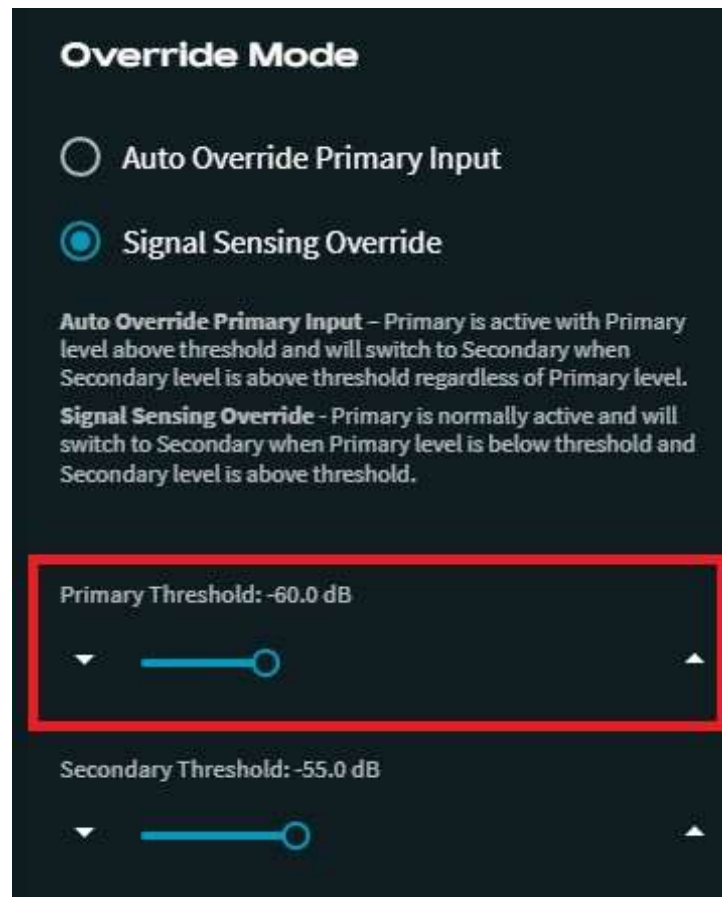 Override Mode
Auto Override Primary Input
Signal Sensing Override
Auto Override Primary Input – Primary is active with Primary
level above threshold and will switch to Secondary when
Secondary level is above threshold regardless of Primary level.
Signal Sensing Override - Primary is normally active and will
switch to Secondary when Primary level is below threshold and
Secondary level is above threshold.
Primary Threshold: -60.0 dB
Secondary Threshold: -55.0 dB